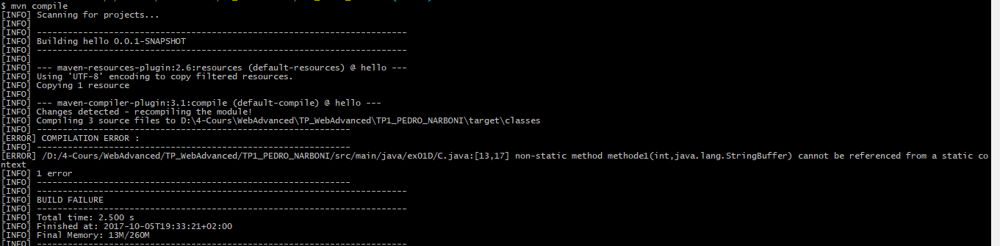 $ mvn compile
[INFO] Scanning for projects...
[INFO]
[INFO] ------------------------------------------------------------------------
[INFO] Building hello 0.0.1-SNAPSHOT
[INFO] ------------------------------------------------------------------------
[INFO]
[INFO] --- maven-resources-plugin:2.6:resources (default-resources) @ hello ---
[INFO] Using 'UTF-8' encoding to copy filtered resources.
[INFO] Copying 1 resource
[INFO]
[INFO] --- maven-compiler-plugin:3.1:compile (default-compile) @ hello ---
[INFO] Changes detected - recompiling the module!
[INFO] Compiling 3 source files to D:\4-Cours\WebAdvanced\TP_WebAdvanced\TP1_PEDRO_NARBONI\target\classes
[INFO] -------------------------------------------------------------
[ERROR] COMPILATION ERROR :
[INFO] -------------------------------------------------------------
[ERROR] /D:/4-Cours/WebAdvanced/TP_WebAdvanced/TP1_PEDRO_NARBONI/src/main/java/ex01D/C.java:[13,17] non-static method methode1(int,java.lang.StringBuffer) cannot be referenced from a static co
ntext
[INFO] 1 error
[INFO] -------------------------------------------------------------
[INFO] ------------------------------------------------------------------------
[INFO] BUILD FAILURE
[INFO] ------------------------------------------------------------------------
[INFO] Total time: 2.500 s
[INFO] Finished at: 2017-10-05T19:33:21+02:00
[INFO] Final Memory: 13M/260M
[INFO] ------------------------------------------------------------------------